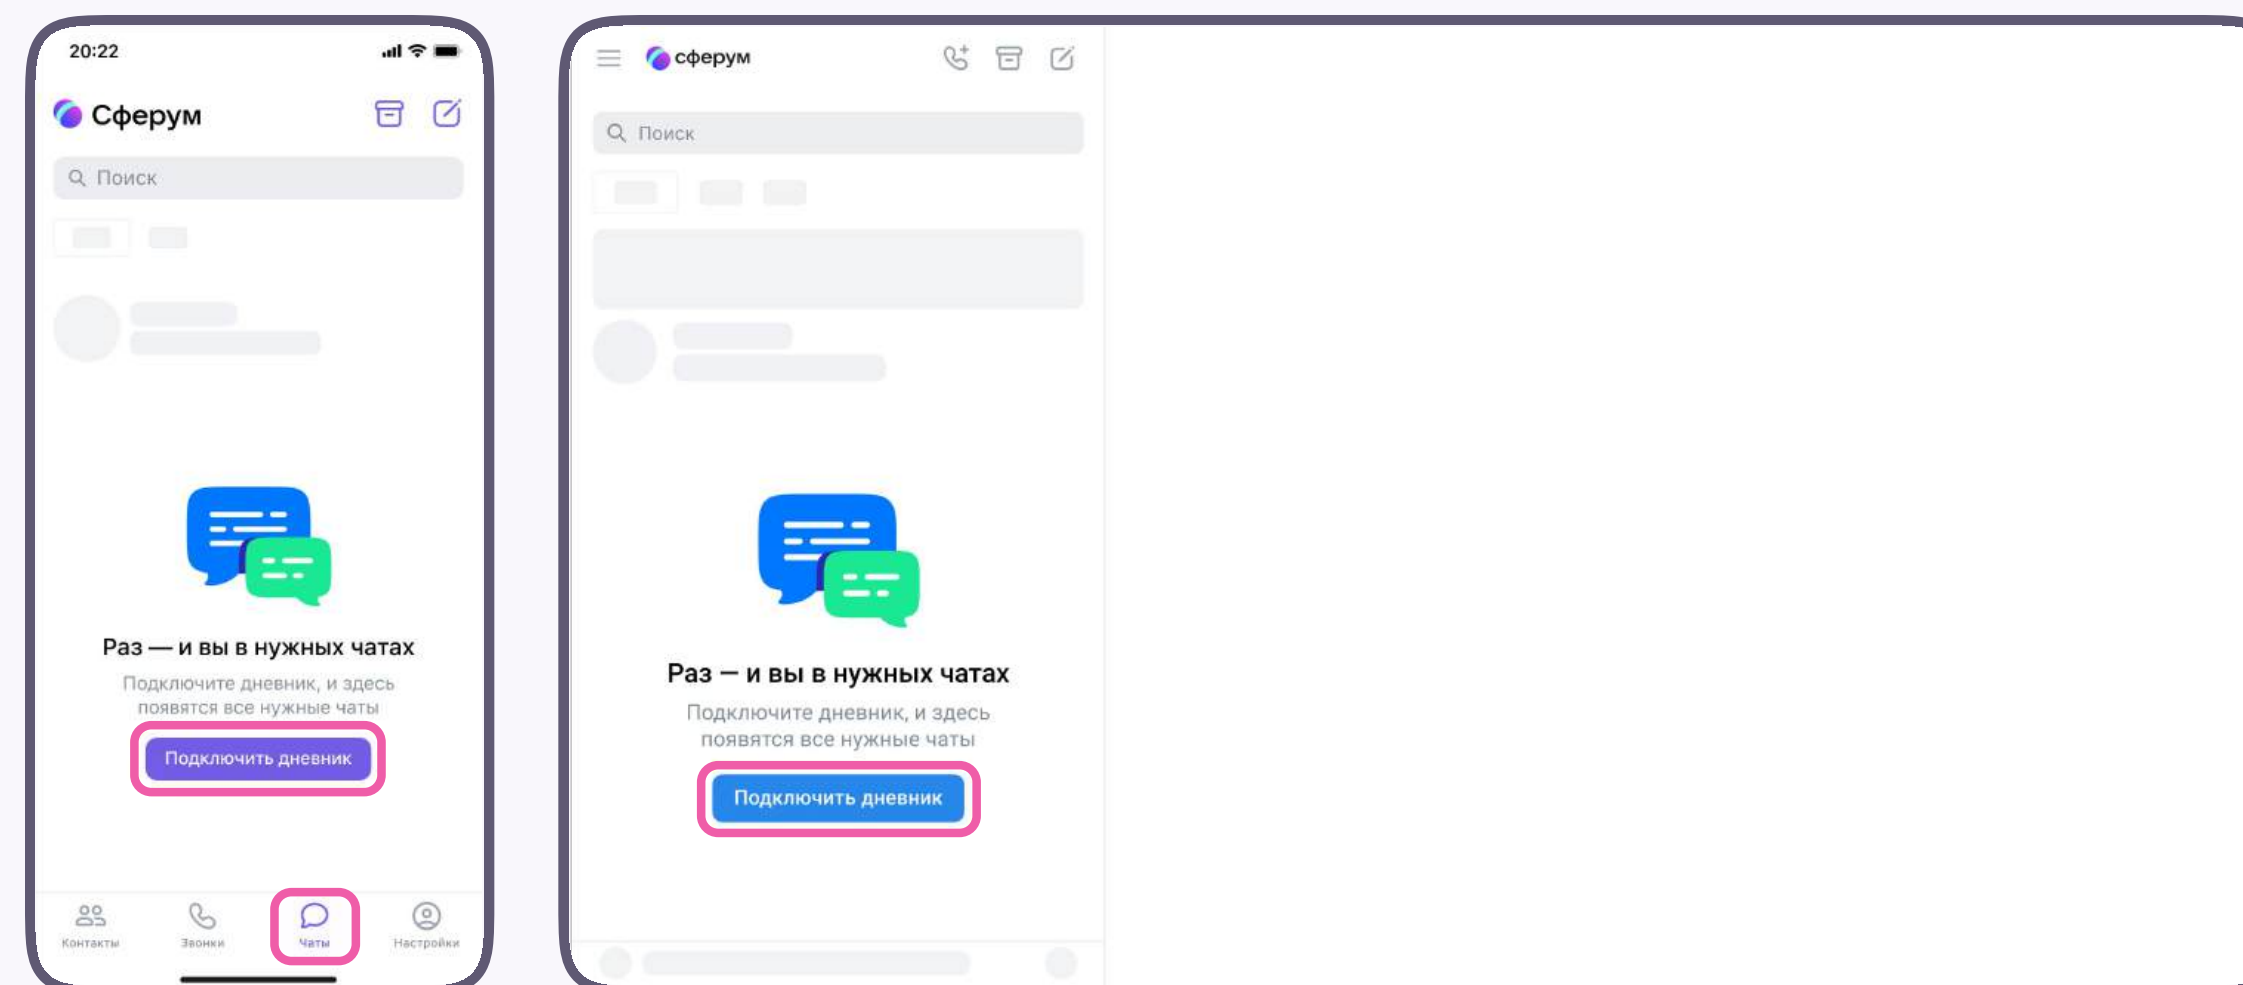 20:22
Сферум
Поиск
Раз — и вы в нужных чатах
Подключите дневник, и здесь
появятся все нужные чаты
Подключить дневник
Контакты
Звонки
Чаты
Настройки
сферум
Поиск
Раз — и вы в нужных чатах
Подключите дневник, и здесь
появятся все нужные чаты
Подключить дневник